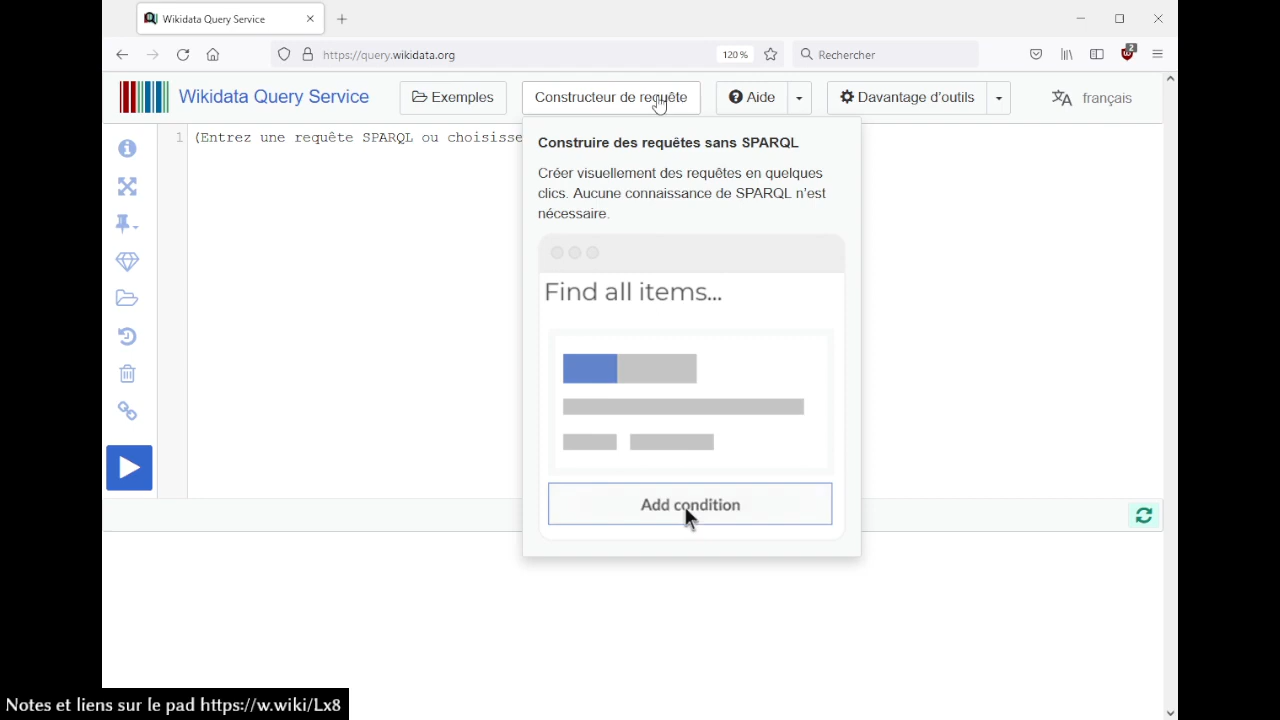 Wikidata Query Service
https://query.wikidata.org
120%
Rechercher
2
Wikidata Query Service
Exemples
Constructeur de requête
Aide
Davantage d'outils
français
1
(Entrez une requête SPARQL ou choisisse
Construire des requêtes sans SPARQL
Créer visuellement des requêtes en quelques
clics. Aucune connaissance de SPARQL n'est
nécessaire.
Find all items...
Add condition
Notes et liens sur le pad https://w.wiki/Lx8